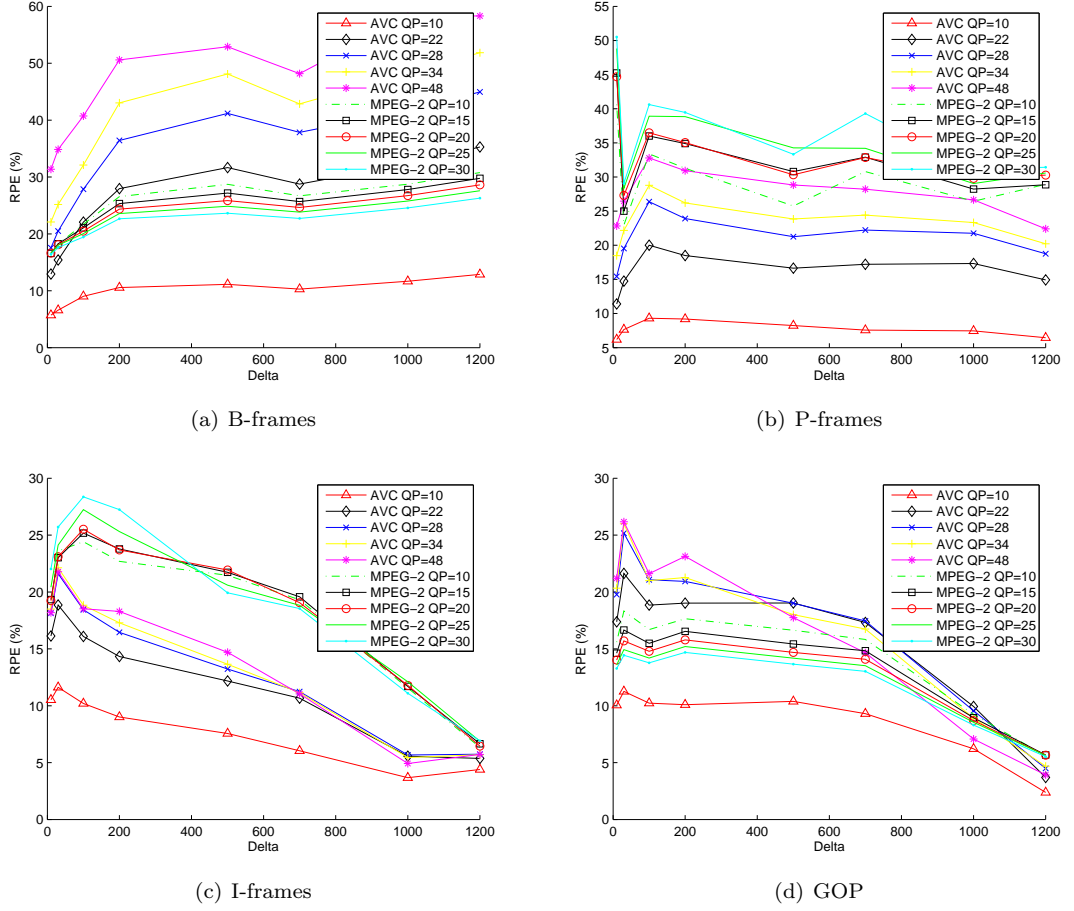 60
50
40
30
20
10
0
RPE (%)
0 200 400 600 800 1000 1200
Delta
AVC QP=10
AVC QP=22
AVC QP=28
AVC QP=34
AVC QP=48
MPEG−2 QP=10
MPEG−2 QP=15
MPEG−2 QP=20
MPEG−2 QP=25
MPEG−2 QP=30
(a) B-frames
55
50
45
40
35
30
25
20
15
10
5
RPE (%)
0 200 400 600 800 1000 1200
Delta
AVC QP=10
AVC QP=22
AVC QP=28
AVC QP=34
AVC QP=48
MPEG−2 QP=10
MPEG−2 QP=15
MPEG−2 QP=20
MPEG−2 QP=25
MPEG−2 QP=30
(b) P-frames
30
25
20
15
10
5
0
RPE (%)
0 200 400 600 800 1000 1200
Delta
AVC QP=10
AVC QP=22
AVC QP=28
AVC QP=34
AVC QP=48
MPEG−2 QP=10
MPEG−2 QP=15
MPEG−2 QP=20
MPEG−2 QP=25
MPEG−2 QP=30
(c) I-frames
30
25
20
15
10
5
0
RPE (%)
0 200 400 600 800 1000 1200
Delta
AVC QP=10
AVC QP=22
AVC QP=28
AVC QP=34
AVC QP=48
MPEG−2 QP=10
MPEG−2 QP=15
MPEG−2 QP=20
MPEG−2 QP=25
MPEG−2 QP=30
(d) GOP